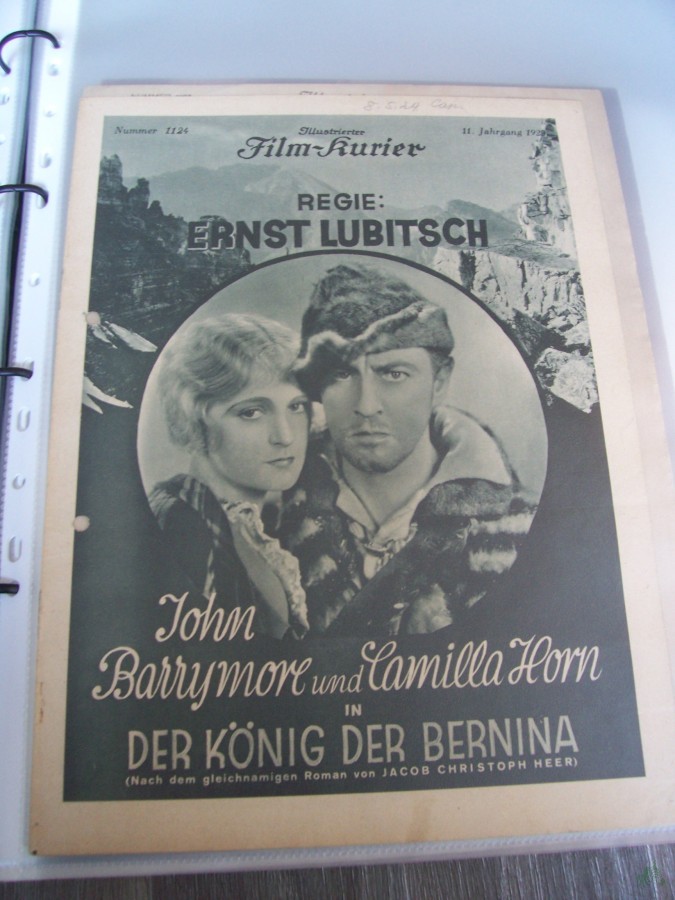 Nummer 1124
Illustrierter
Film-Kurier
11. Jahrgang
REGIE:
ERNST LUBITSCH
John
Barrymore und Camilla Horn
IN
DER KÖNIG DER BERNINA
(Nach dem gleichnamigen Roman von JACOB CHRISTOPH HEER)